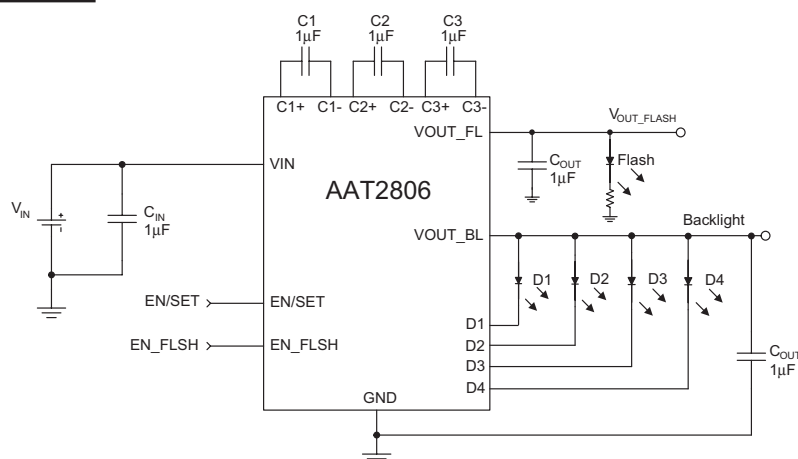 C1
1µF
C2
1µF
C3
1µF
C1+ C1- C2+ C2- C3+ C3-
VOUT_FL
VOUT_FLASH
VIN
COUT
1µF
Flash
AAT2806
VIN
+
-
CIN
1µF
VOUT_BL
Backlight
D1
D2
D3
D4
EN/SET
EN/SET
EN_FLSH
EN_FLSH
D1
D2
D3
D4
COUT
1µF
GND